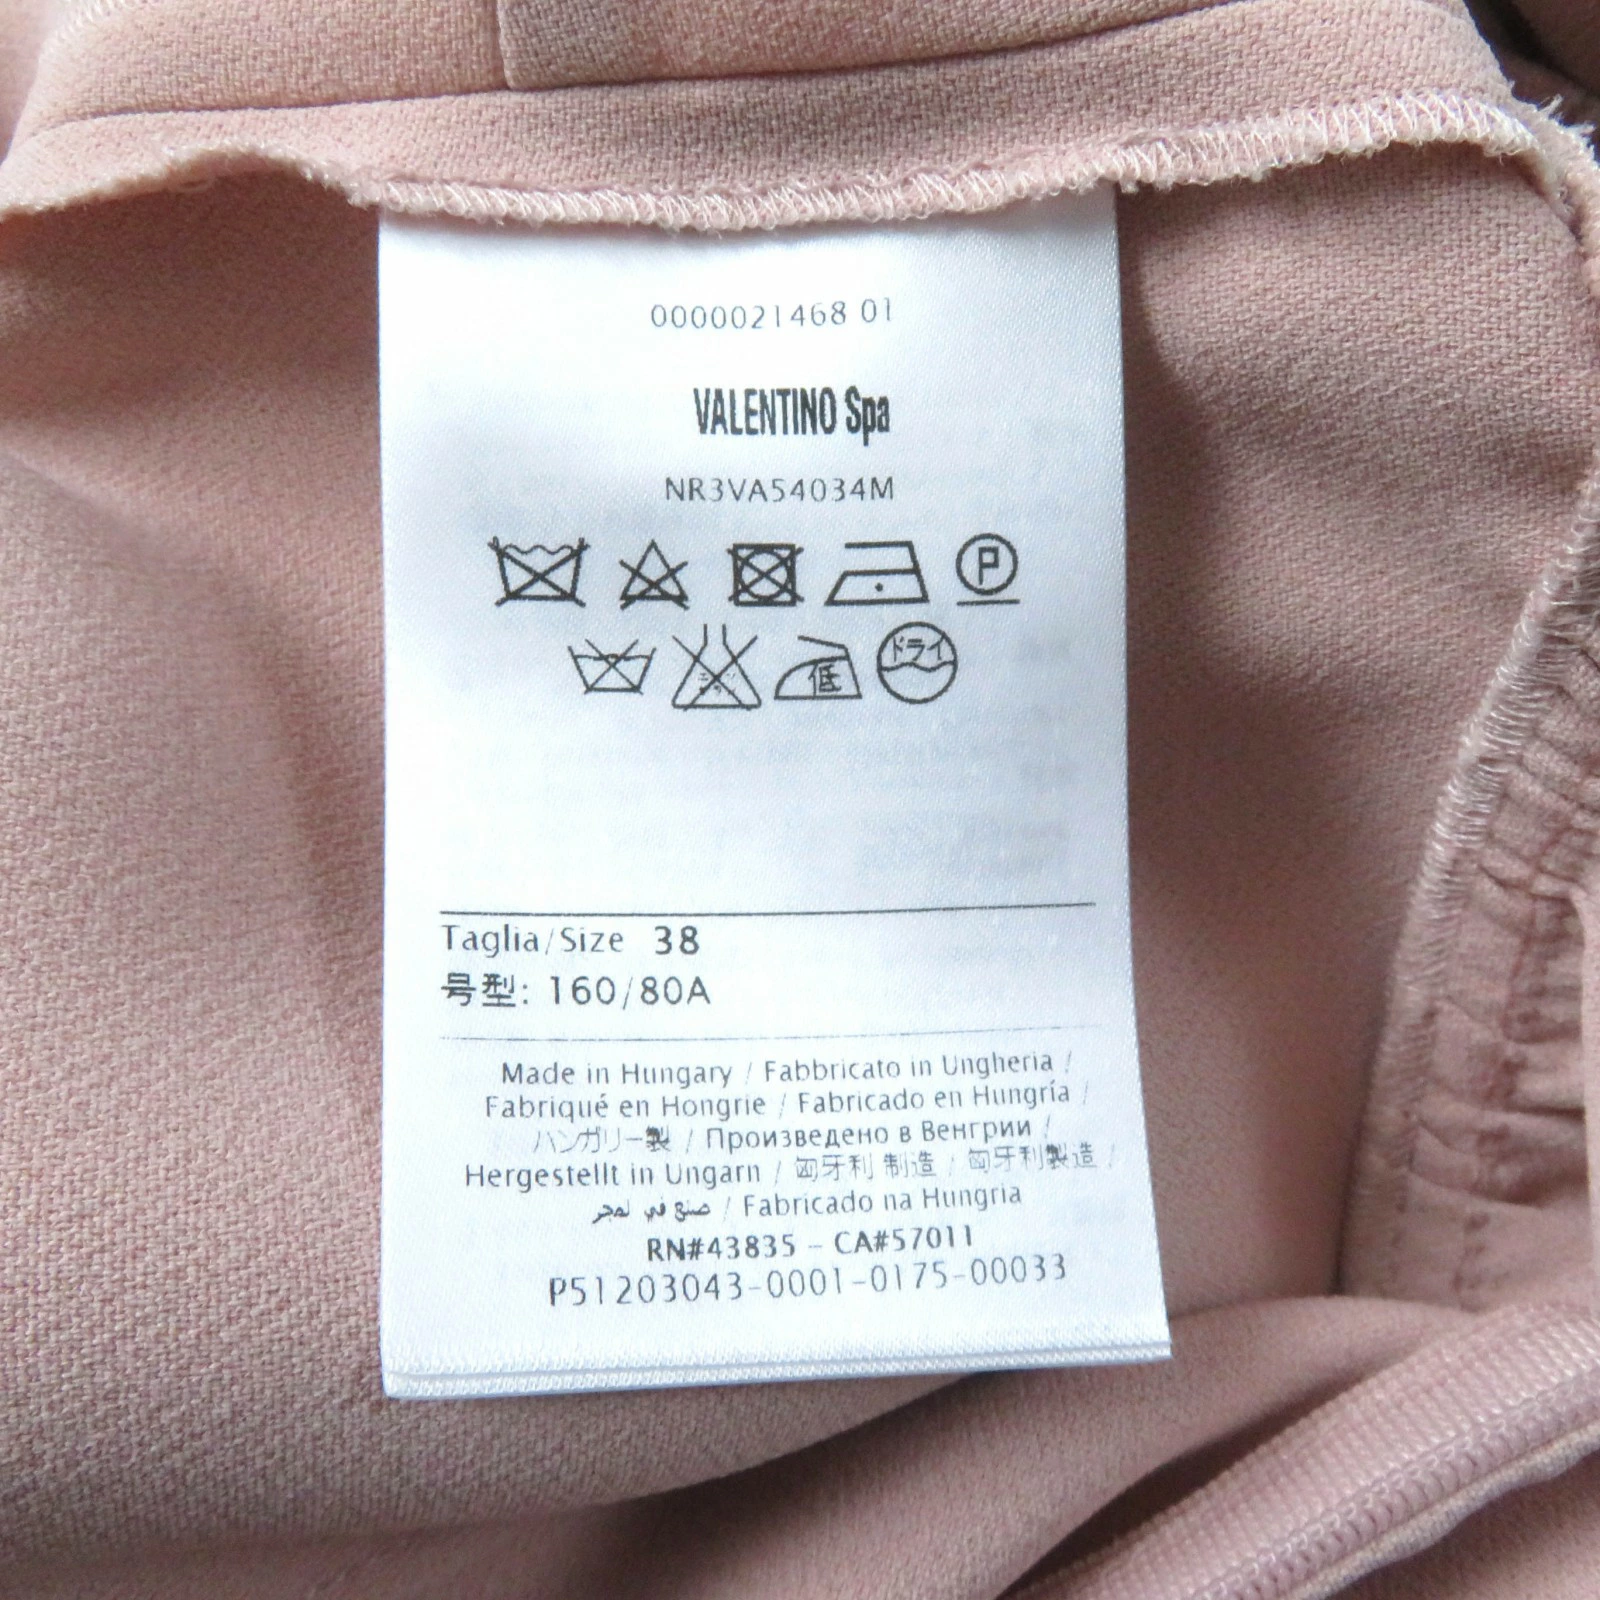 0000021468 01
VALENTINO Spa
NR3VA54034M
P
低 ドライ
Taglia/Size 38
号型: 160/80A
Made in Hungary / Fabbricato in Ungheria /
Fabriqué en Hongrie / Fabricado en Hungría /
ハンガリー製 / Произведено в Венгрии /
Hergestellt in Ungarn / 匈牙利 制造 / 匈牙利製造 /
صنع في لمجر / Fabricado na Hungria
RN#43835 - CA#57011
P51203043-0001-0175-00033